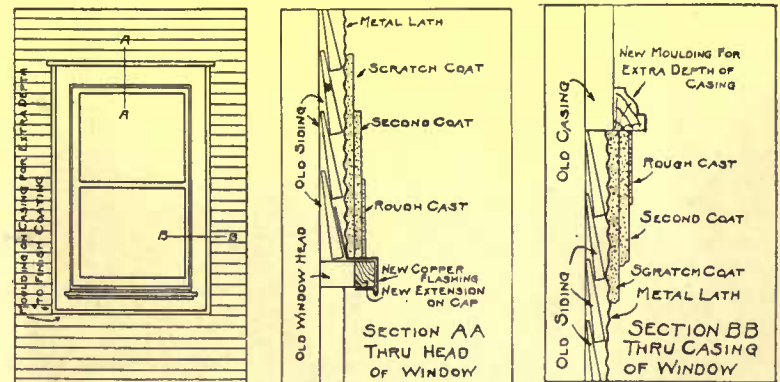 A
A
B
B
MOULDING ON CASING FOR EXTRA DEPTH
TO FINISH COATING
METAL LATH
SCRATCH COAT
SECOND COAT
ROUGH CAST
OLD SIDING
OLD WINDOW HEAD
NEW COPPER
FLASHING
NEW EXTENSION
ON CAP
SECTION AA
THRU HEAD
OF WINDOW
NEW MOULDING FOR
EXTRA DEPTH OF
CASING
OLD CASING
ROUGH CAST
SECOND COAT
SCRATCH COAT
METAL LATH
OLD SIDING
SECTION BB
THRU CASING
OF WINDOW